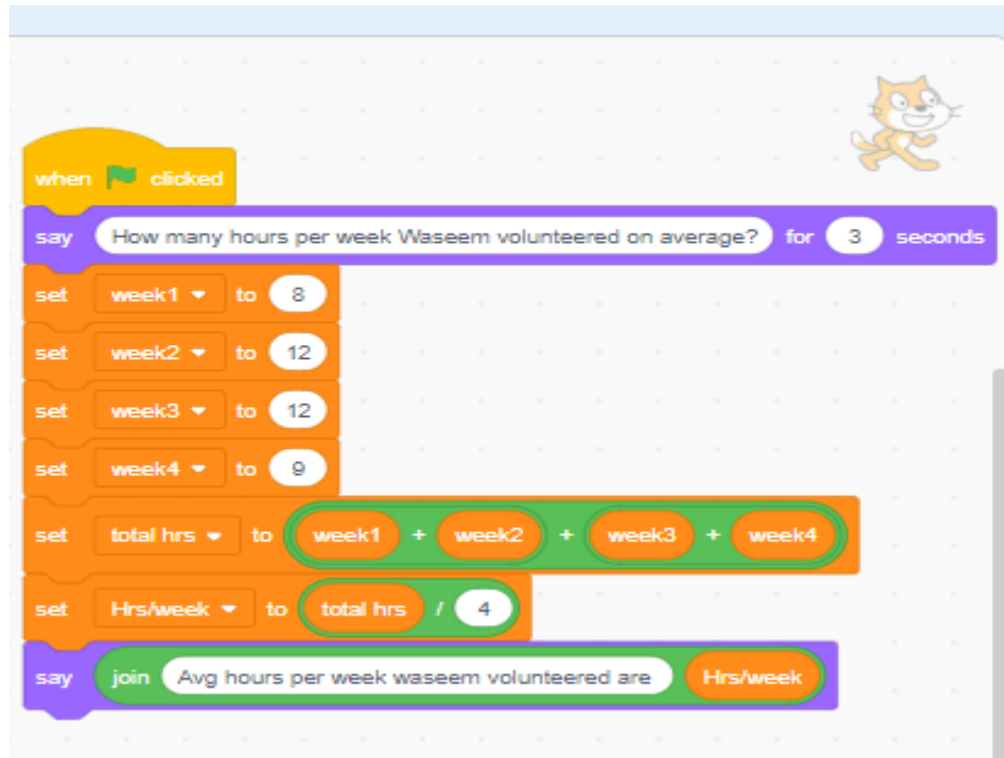 when clicked
say How many hours per week Waseem volunteered on average? for 3 seconds
set week1 to 8
set week2 to 12
set week3 to 12
set week4 to 9
set total hrs to week1 + week2 + week3 + week4
set Hrs/week to total hrs / 4
say join Avg hours per week waseem volunteered are Hrs/week